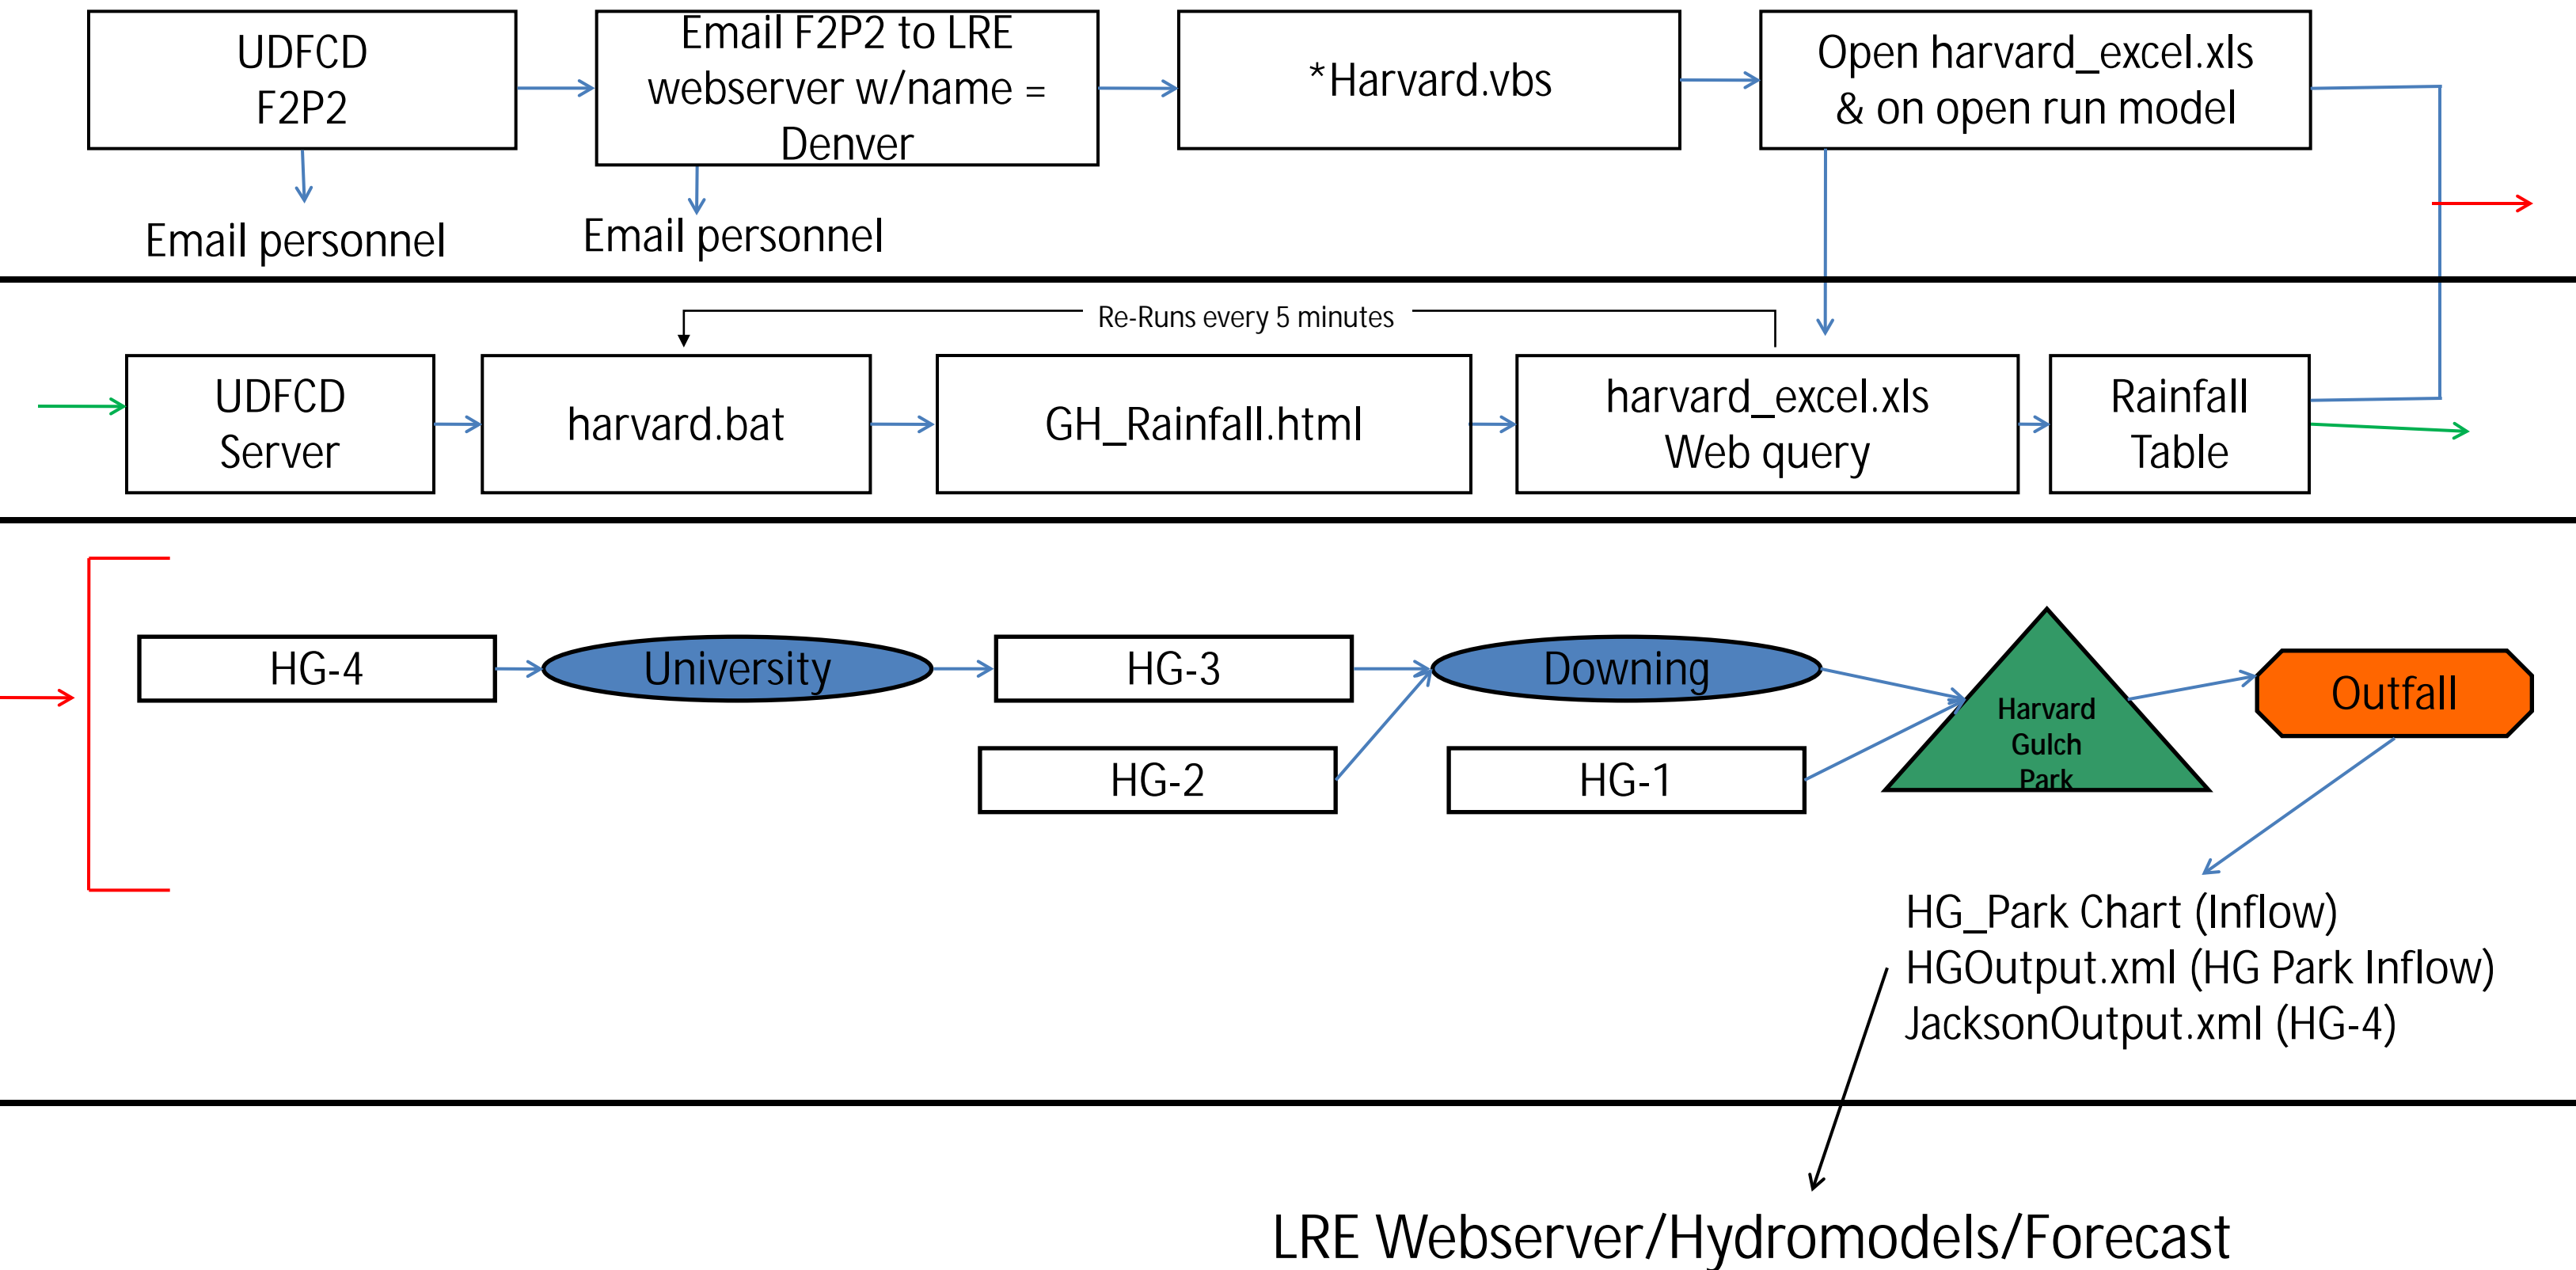 UDFCD
F2P2
Email F2P2 to LRE
webserver w/name =
Denver
*Harvard.vbs
Open harvard_excel.xls
& on open run model
Email personnel
Email personnel
Re-Runs every 5 minutes
UDFCD
Server
harvard.bat
GH_Rainfall.html
harvard_excel.xls
Web query
Rainfall
Table
HG-4
University
HG-3
Downing
Harvard
Gulch
Park
Outfall
HG-2
HG-1
HG_Park Chart (Inflow)
HGOutput.xml (HG Park Inflow)
JacksonOutput.xml (HG-4)
LRE Webserver/Hydromodels/Forecast